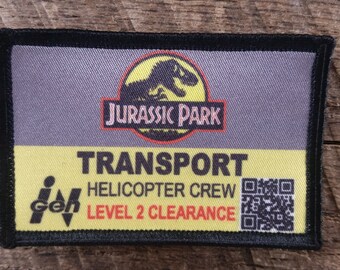 JURASSIC PARK
TRANSPORT
HELICOPTER CREW
LEVEL 2 CLEARANCE
InGen